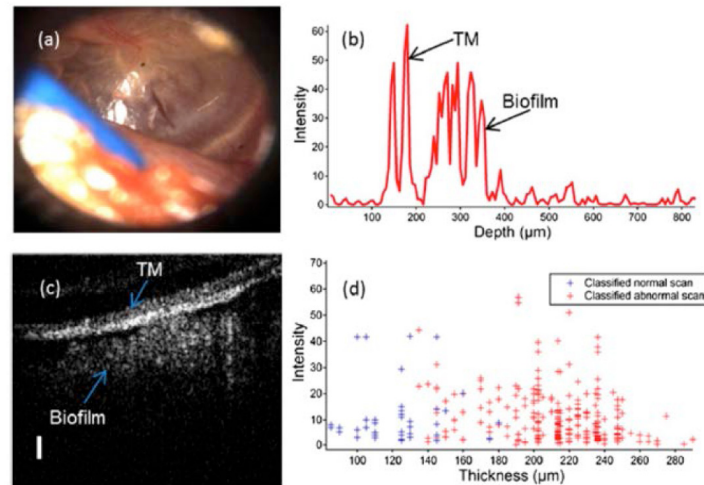 (a)
(b)
TM
Biofilm
Intensity
60
50
40
30
20
10
0
100 200 300 400 500 600 700 800
Depth (µm)
(c)
TM
Biofilm
(d)
Classified normal scan
Classified abnormal scan
Intensity
70
60
50
40
30
20
10
0
100 120 140 160 180 200 220 240 260 280
Thickness (µm)